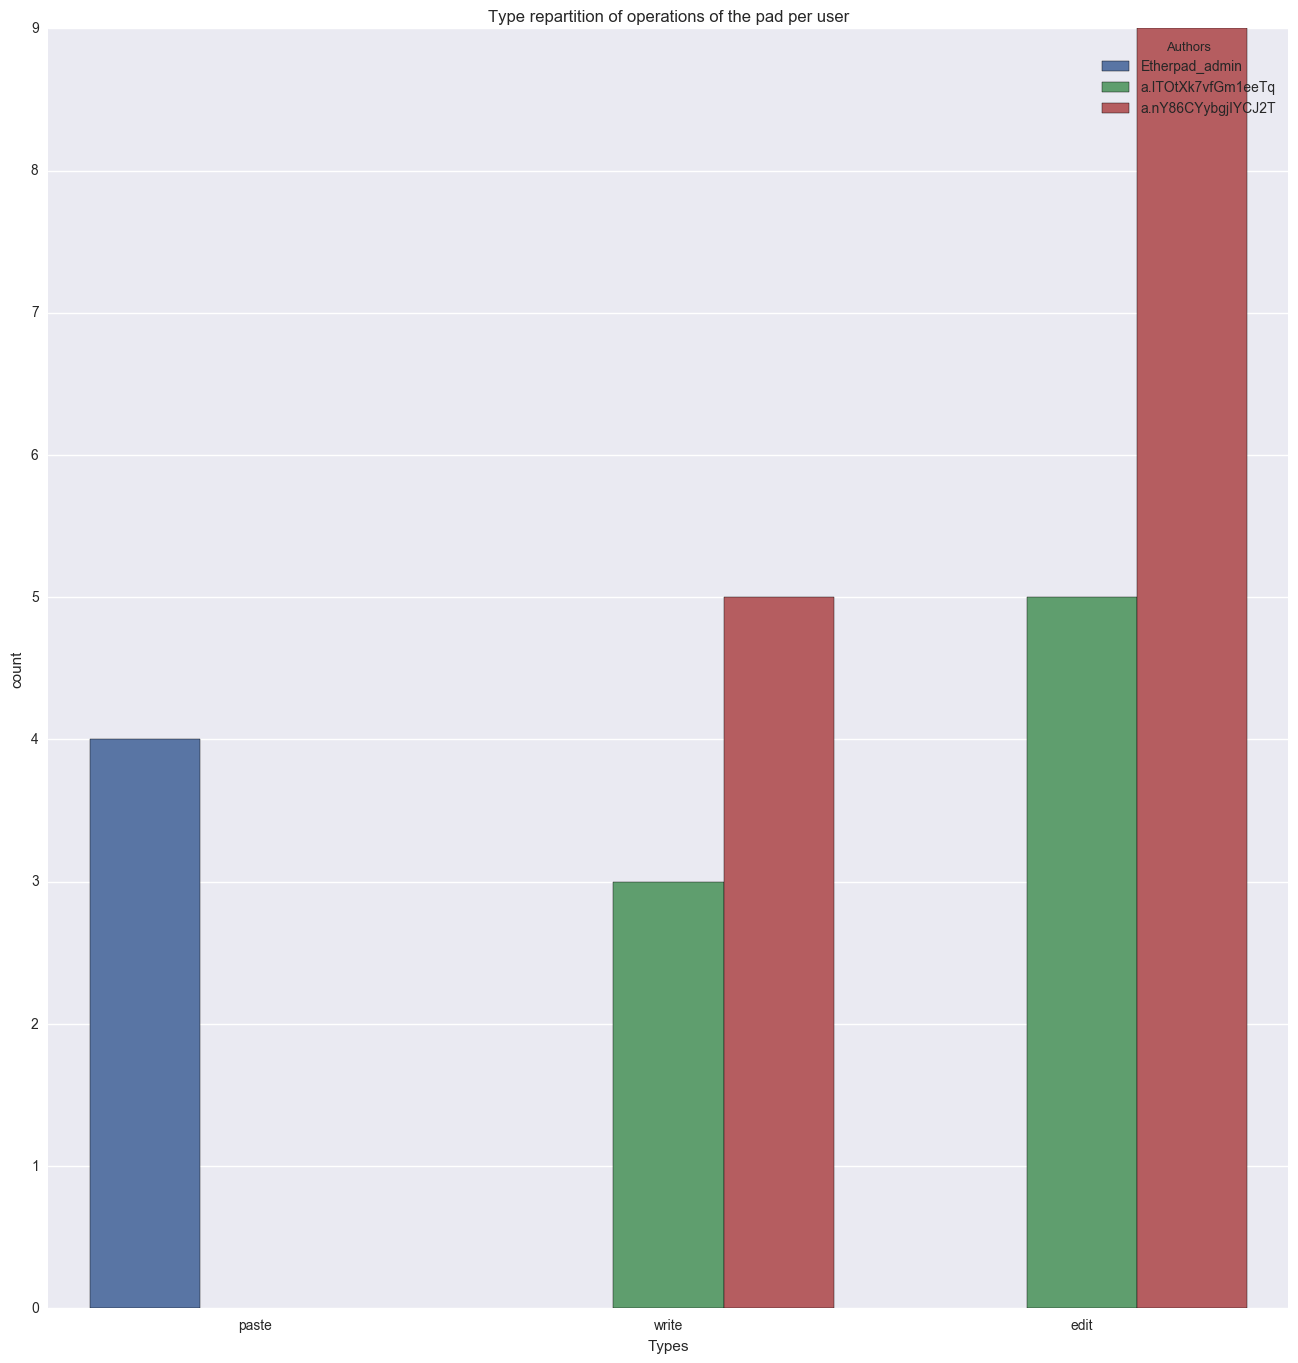 Type repartition of operations of the pad per user
Authors
Etherpad_admin
a.lTOtXk7vfGm1eeTq
a.nY86CYybgjIYCJ2T
9
8
7
6
5
4
3
2
1
0
count
paste
write
edit
Types